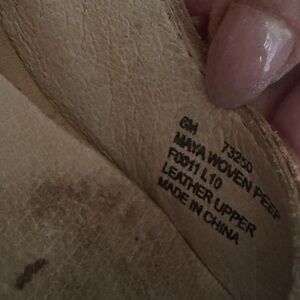 6M 73250
MAYA WOVEN PEEP
F0011 L10
LEATHER UPPER
MADE IN CHINA